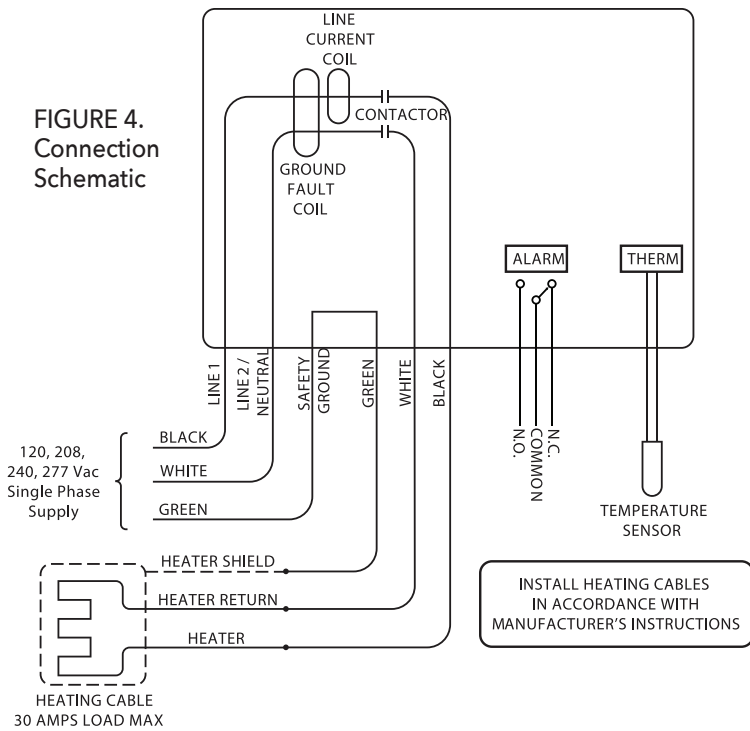 LINE
CURRENT
COIL
FIGURE 4.
Connection
Schematic
CONTACTOR
GROUND
FAULT
COIL
ALARM
THERM
LINE 1
LINE 2 /
NEUTRAL
SAFETY
GROUND
GREEN
WHITE
BLACK
N.O.
COMMON
N.C.
120, 208,
240, 277 Vac
Single Phase
Supply
BLACK
WHITE
GREEN
TEMPERATURE
SENSOR
HEATER SHIELD
HEATER RETURN
HEATER
INSTALL HEATING CABLES
IN ACCORDANCE WITH
MANUFACTURER'S INSTRUCTIONS
HEATING CABLE
30 AMPS LOAD MAX